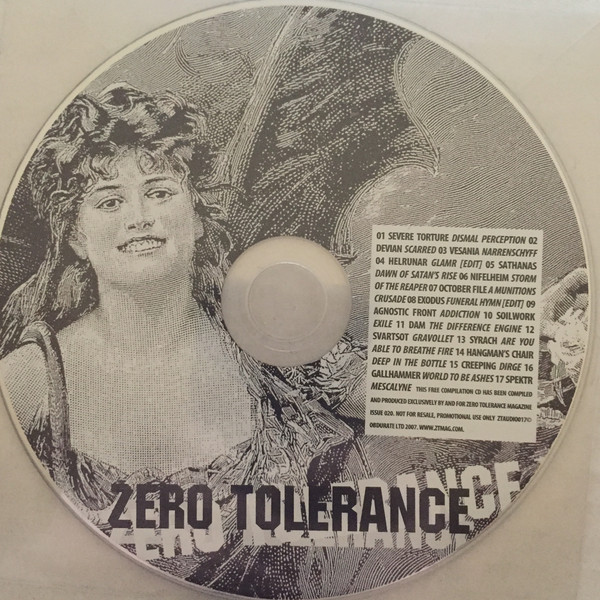 01 SEVERE TORTURE DISMAL PERCEPTION 02
DEVIAN SCARRED 03 VESANIA NARRENSCHYFF
04 HELRUNAR GLAMR [EDIT] 05 SATHANAS
DAWN OF SATAN'S RISE 06 NIFELHEIM STORM
OF THE REAPER 07 OCTOBER FILE A MUNITIONS
CRUSADE 08 EXODUS FUNERAL HYMN [EDIT] 09
AGNOSTIC FRONT ADDICTION 10 SOILWORK
EXILE 11 DAM THE DIFFERENCE ENGINE 12
SVARTSOT GRAVOLLET 13 SYRACH ARE YOU
ABLE TO BREATHE FIRE 14 HANGMAN'S CHAIR
DEEP IN THE BOTTLE 15 CREEPING DIRGE 16
GALLHAMMER WORLD TO BE ASHES 17 SPEKTR
MESCALYNE THIS FREE COMPILATION CD HAS BEEN COMPILED
AND PRODUCED EXCLUSIVELY BY AND FOR ZERO TOLERANCE MAGAZINE
ISSUE 020. NOT FOR RESALE, PROMOTIONAL USE ONLY ZTAUDIO017©
OBDURATE LTD 2007. WWW.ZTMAG.COM.
ZERO TOLERANCE
ZERO TOLERANCE